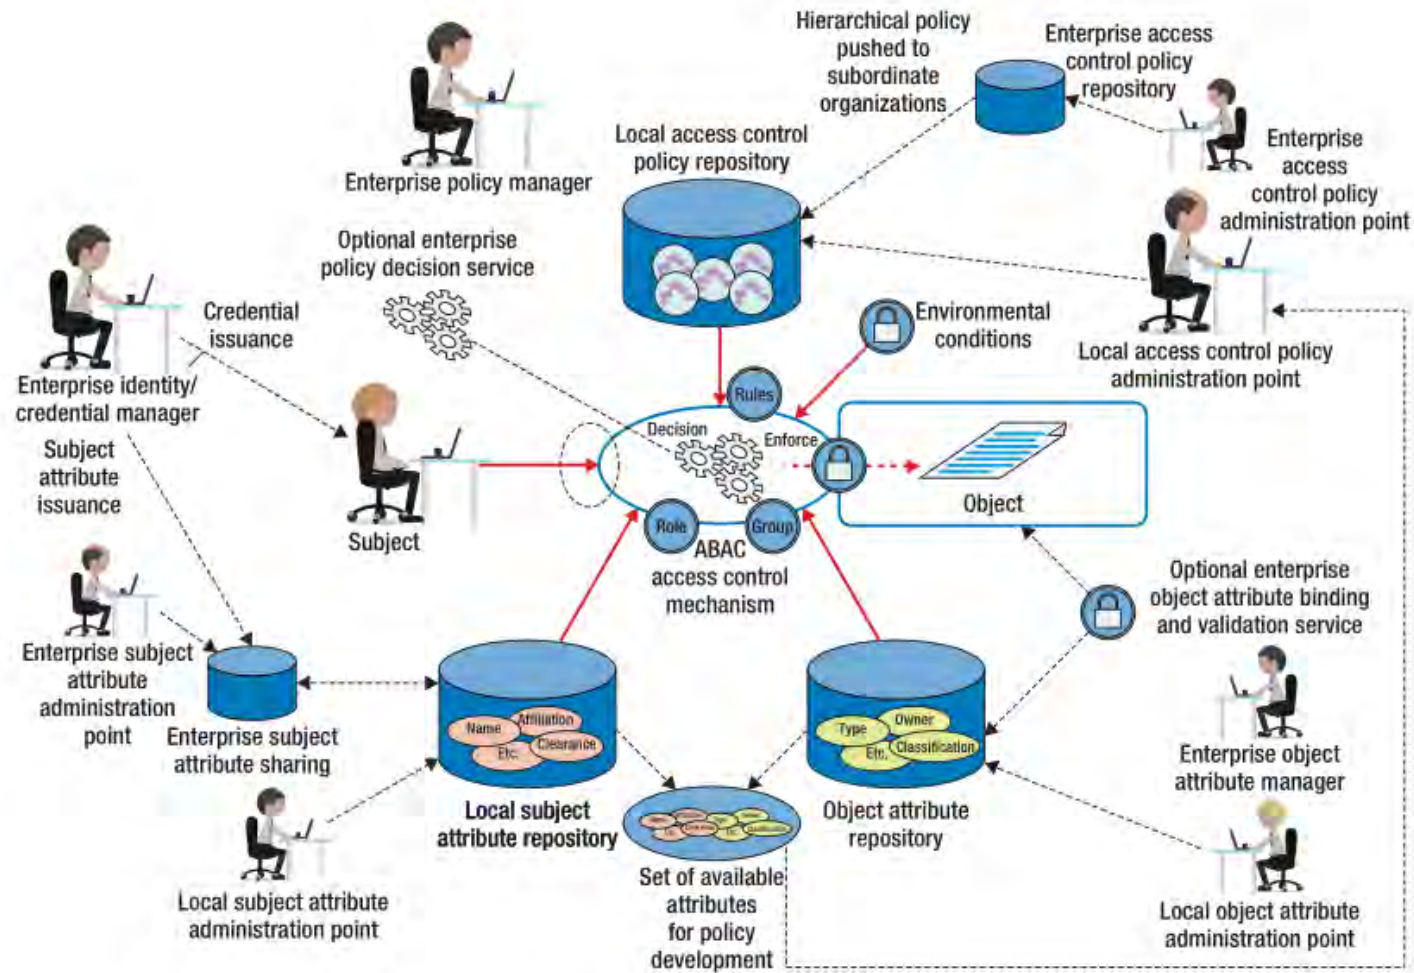 Hierarchical policy
pushed to
subordinate
organizations
Enterprise access
control policy
repository
Enterprise
access
control policy
administration point
Local access control
policy repository
Enterprise policy manager
Optional enterprise
policy decision service
Credential
issuance
Environmental
conditions
Local access control policy
administration point
Enterprise identity/
credential manager
Subject
attribute
issuance
Rules
Decision
Enforce
Object
Subject
Role
Group
ABAC
access control
mechanism
Optional enterprise
object attribute binding
and validation service
Enterprise subject
attribute
administration
point
Enterprise subject
attribute sharing
Name
Affiliation
Etc.
Clearance
Type
Owner
Etc.
Classification
Enterprise object
attribute manager
Local subject
attribute repository
Object attribute
repository
Set of available
attributes
for policy
development
Local subject attribute
administration point
Local object attribute
administration point